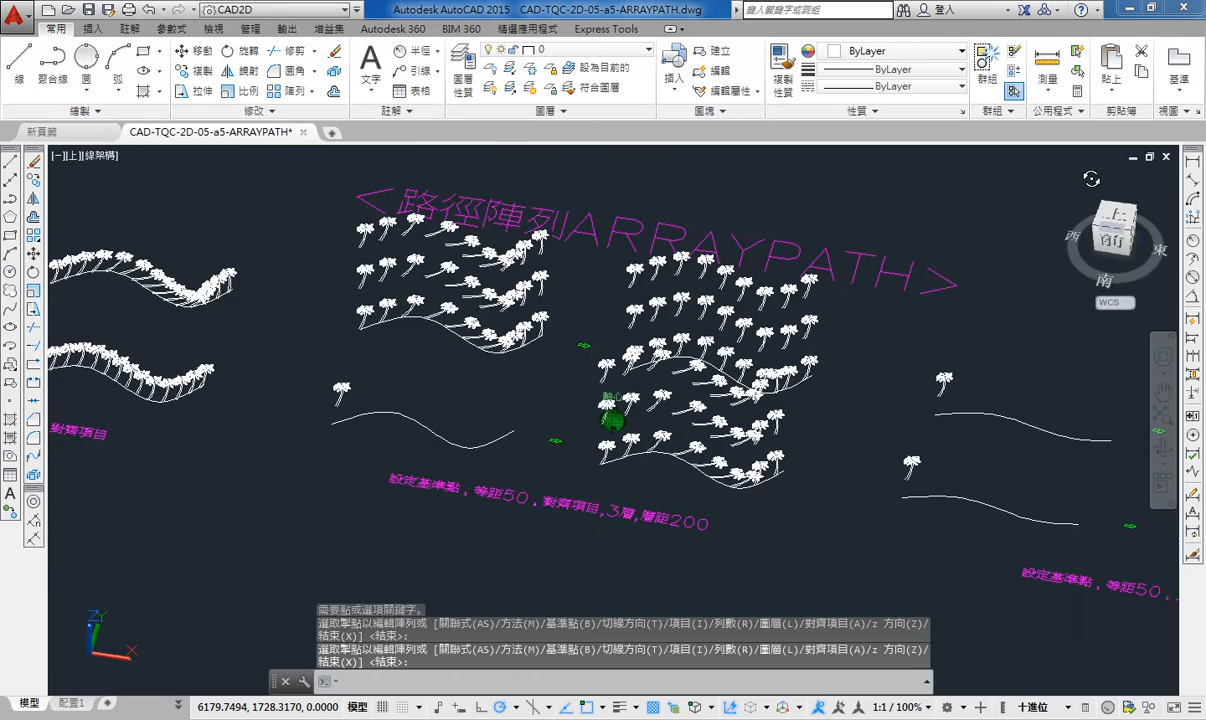 CAD2D
Autodesk AutoCAD 2015
CAD-TQC-2D-05-a5-ARRAYPATH.dwg
鍵入關鍵字或片語
登入
常用
插入
註解
參數式
檢視
管理
輸出
增益集
Autodesk 360
BIM 360
精選應用程式
Express Tools
線
聚合線
圓
弧
移動
旋轉
修剪
複製
鏡射
圓角
拉伸
比例
陣列
文字
半徑
引線
表格
圖層
性質
0
設為目前的
符合圖層
插入
建立
編輯
編輯屬性
複製
性質
ByLayer
ByLayer
ByLayer
群組
測量
貼上
基準
繪製
修改
註解
圖層
圖塊
性質
群組
公用程式
剪貼簿
視圖
新頁籤
CAD-TQC-2D-05-a5-ARRAYPATH*
[−][上][線架構]
<路徑陣列ARRAYPATH>
上
前
西
東
南
WCS
軸心
對齊項目
設定基準點，等距50，對齊項目,3層,層距200
設定基準點，等距50，
需要點或選項關鍵字。
選取掣點以編輯陣列或 [關聯式(AS)/方法(M)/基準點(B)/切線方向(T)/項目(I)/列數(R)/圖層(L)/對齊項目(A)/z 方向(Z)/
結束(X)] <結束>:
選取掣點以編輯陣列或 [關聯式(AS)/方法(M)/基準點(B)/切線方向(T)/項目(I)/列數(R)/圖層(L)/對齊項目(A)/z 方向(Z)/
結束(X)] <結束>:
Z
Y
X
模型
配置1
6179.7494, 1728.3170, 0.0000
模型
1:1 / 100%
十進位